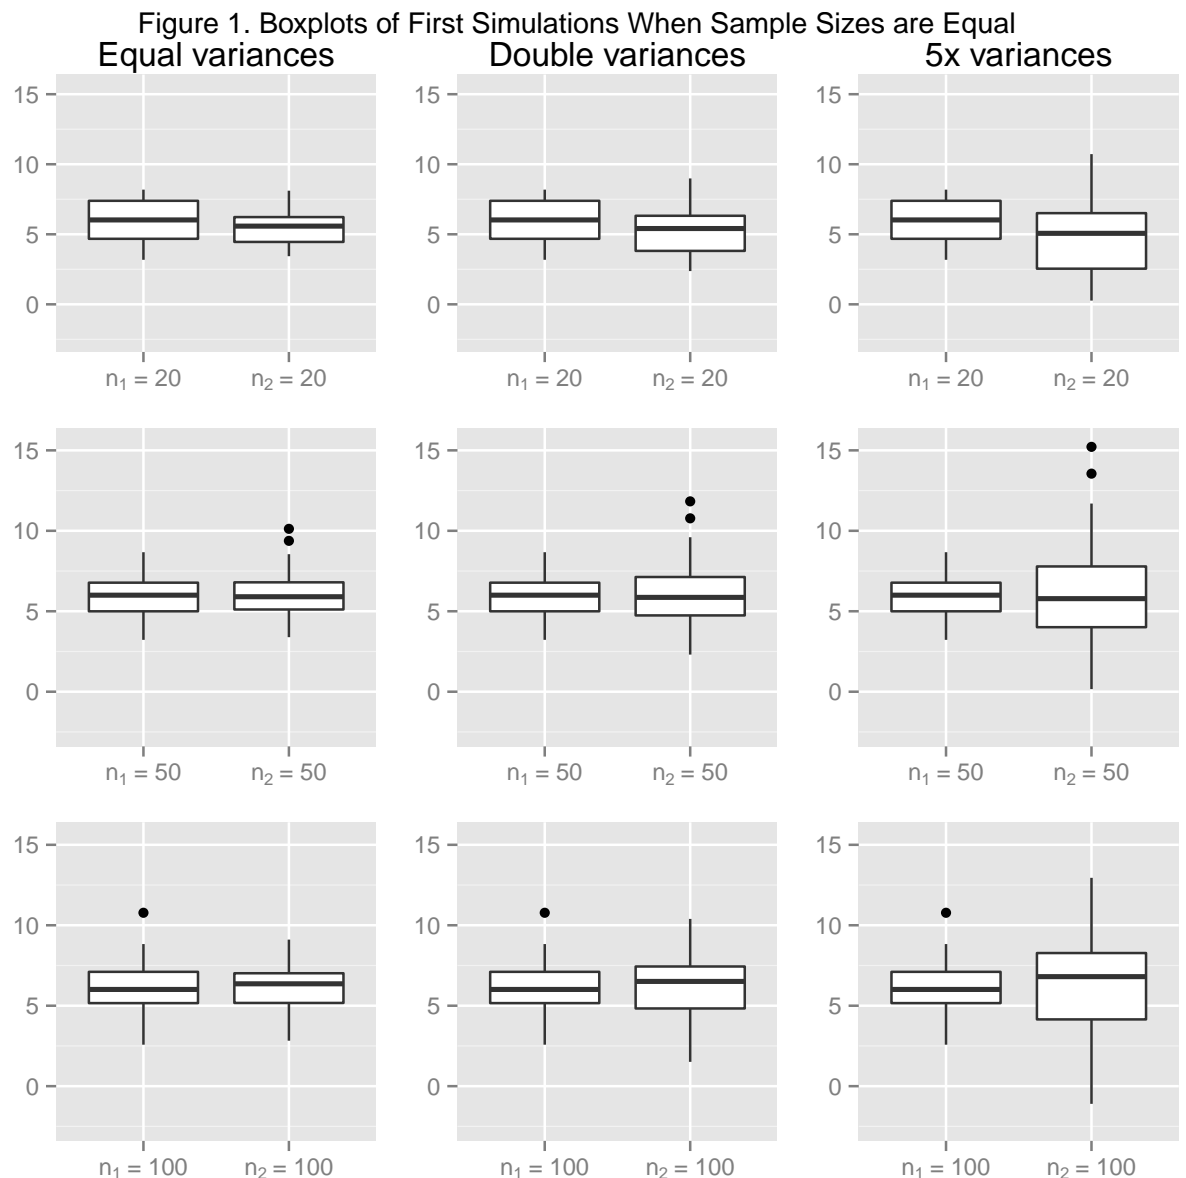 Figure 1. Boxplots of First Simulations When Sample Sizes are Equal
Equal variances
15
10
5
0
n₁ = 20 n₂ = 20
Double variances
15
10
5
0
n₁ = 20 n₂ = 20
5x variances
15
10
5
0
n₁ = 20 n₂ = 20
15
10
5
0
n₁ = 50 n₂ = 50
15
10
5
0
n₁ = 50 n₂ = 50
15
10
5
0
n₁ = 50 n₂ = 50
15
10
5
0
n₁ = 100 n₂ = 100
15
10
5
0
n₁ = 100 n₂ = 100
15
10
5
0
n₁ = 100 n₂ = 100